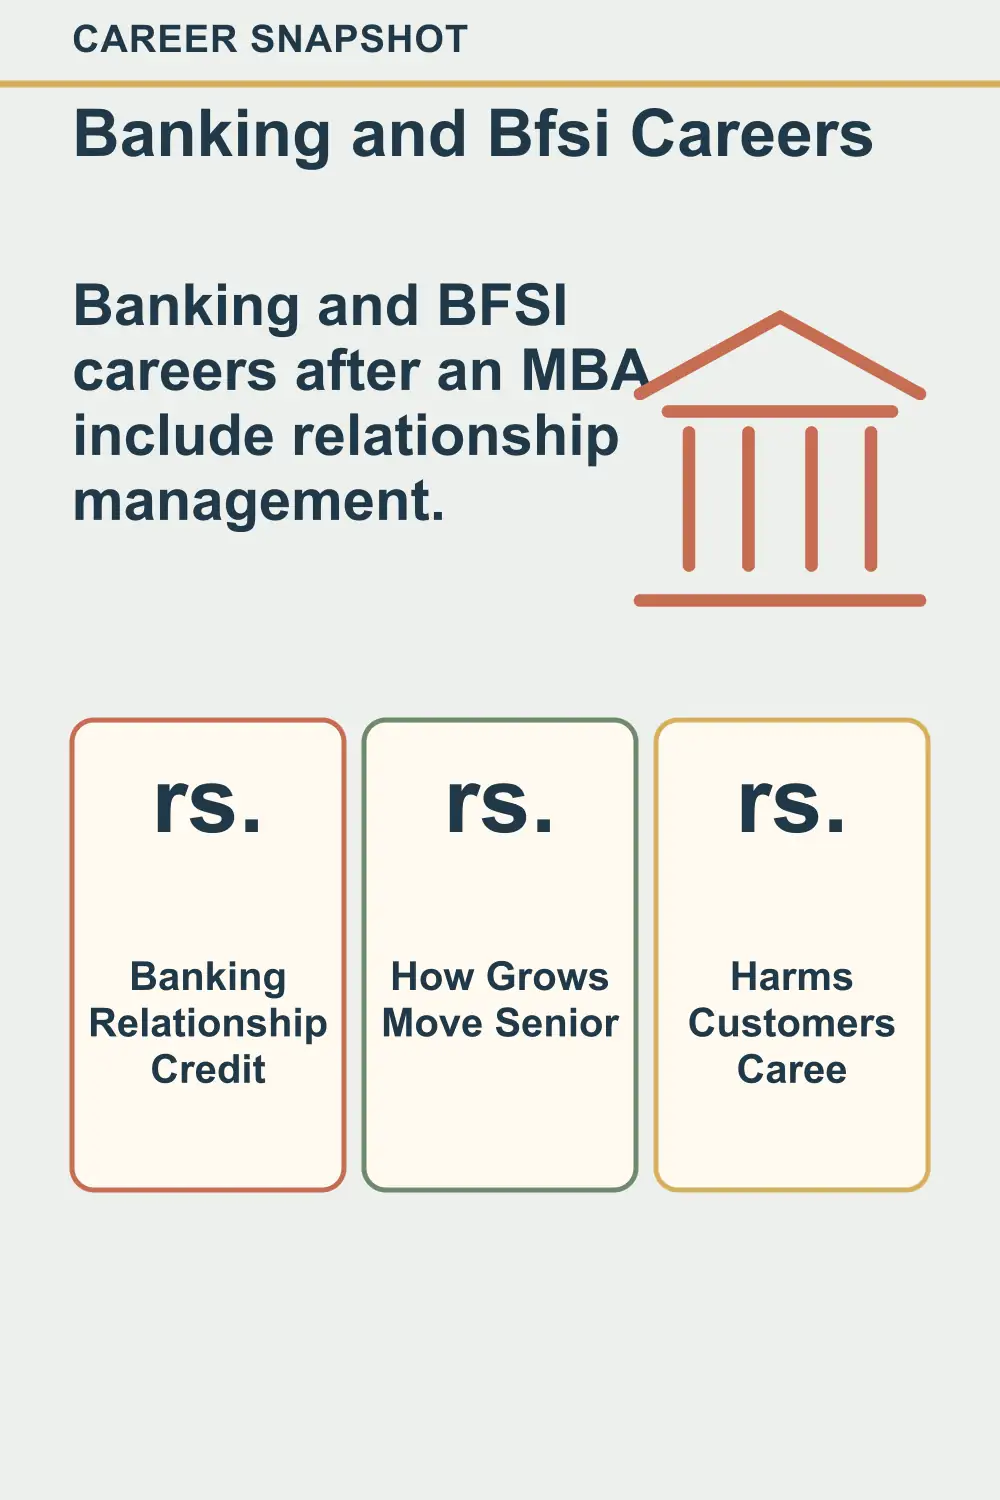 CAREER SNAPSHOT
Banking and Bfsi Careers
Banking and BFSI
careers after an MBA
include relationship
management.
rs.
Banking
Relationship
Credit
rs.
How Grows
Move Senior
rs.
Harms
Customers
Caree